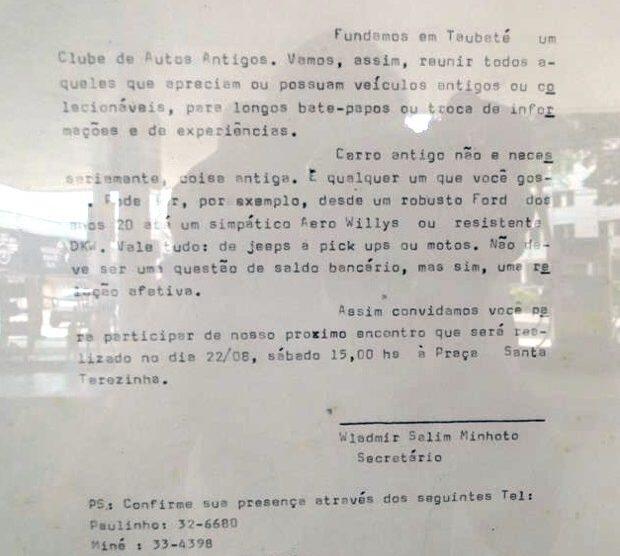 Fundamos em Taubaté um
Clube de Autos Antigos. Vamos, assim, reunir todos a-
queles que apreciam ou possuam veículos antigos ou co
lecionáveis, para longos bate-papos ou troca de infor
mações e de experiências.
Carro antigo não e neces
seriamente, coisa antiga. É qualquer um que você gos-
por exemplo, desde um robusto Ford dos
anos 20 até um simpático Aero Willys ou resistente
DKW. Vale tudo: de jeeps a pick ups ou motos. Não de-
ve ser uma questão de saldo bancário, mas sim, uma re
lação afetiva.
Assim convidamos você pa
ra participar de nosso proximo encontro que será rea-
lizado no dia 22/08, sábado 15,00 hs à Praça Santa
Terezinha.
Wladmir Salim Minhoto
Secretário
PS.: Confirme sua presença através dos seguintes Tel:
Paulinho: 32-6680
Miné : 33-4398